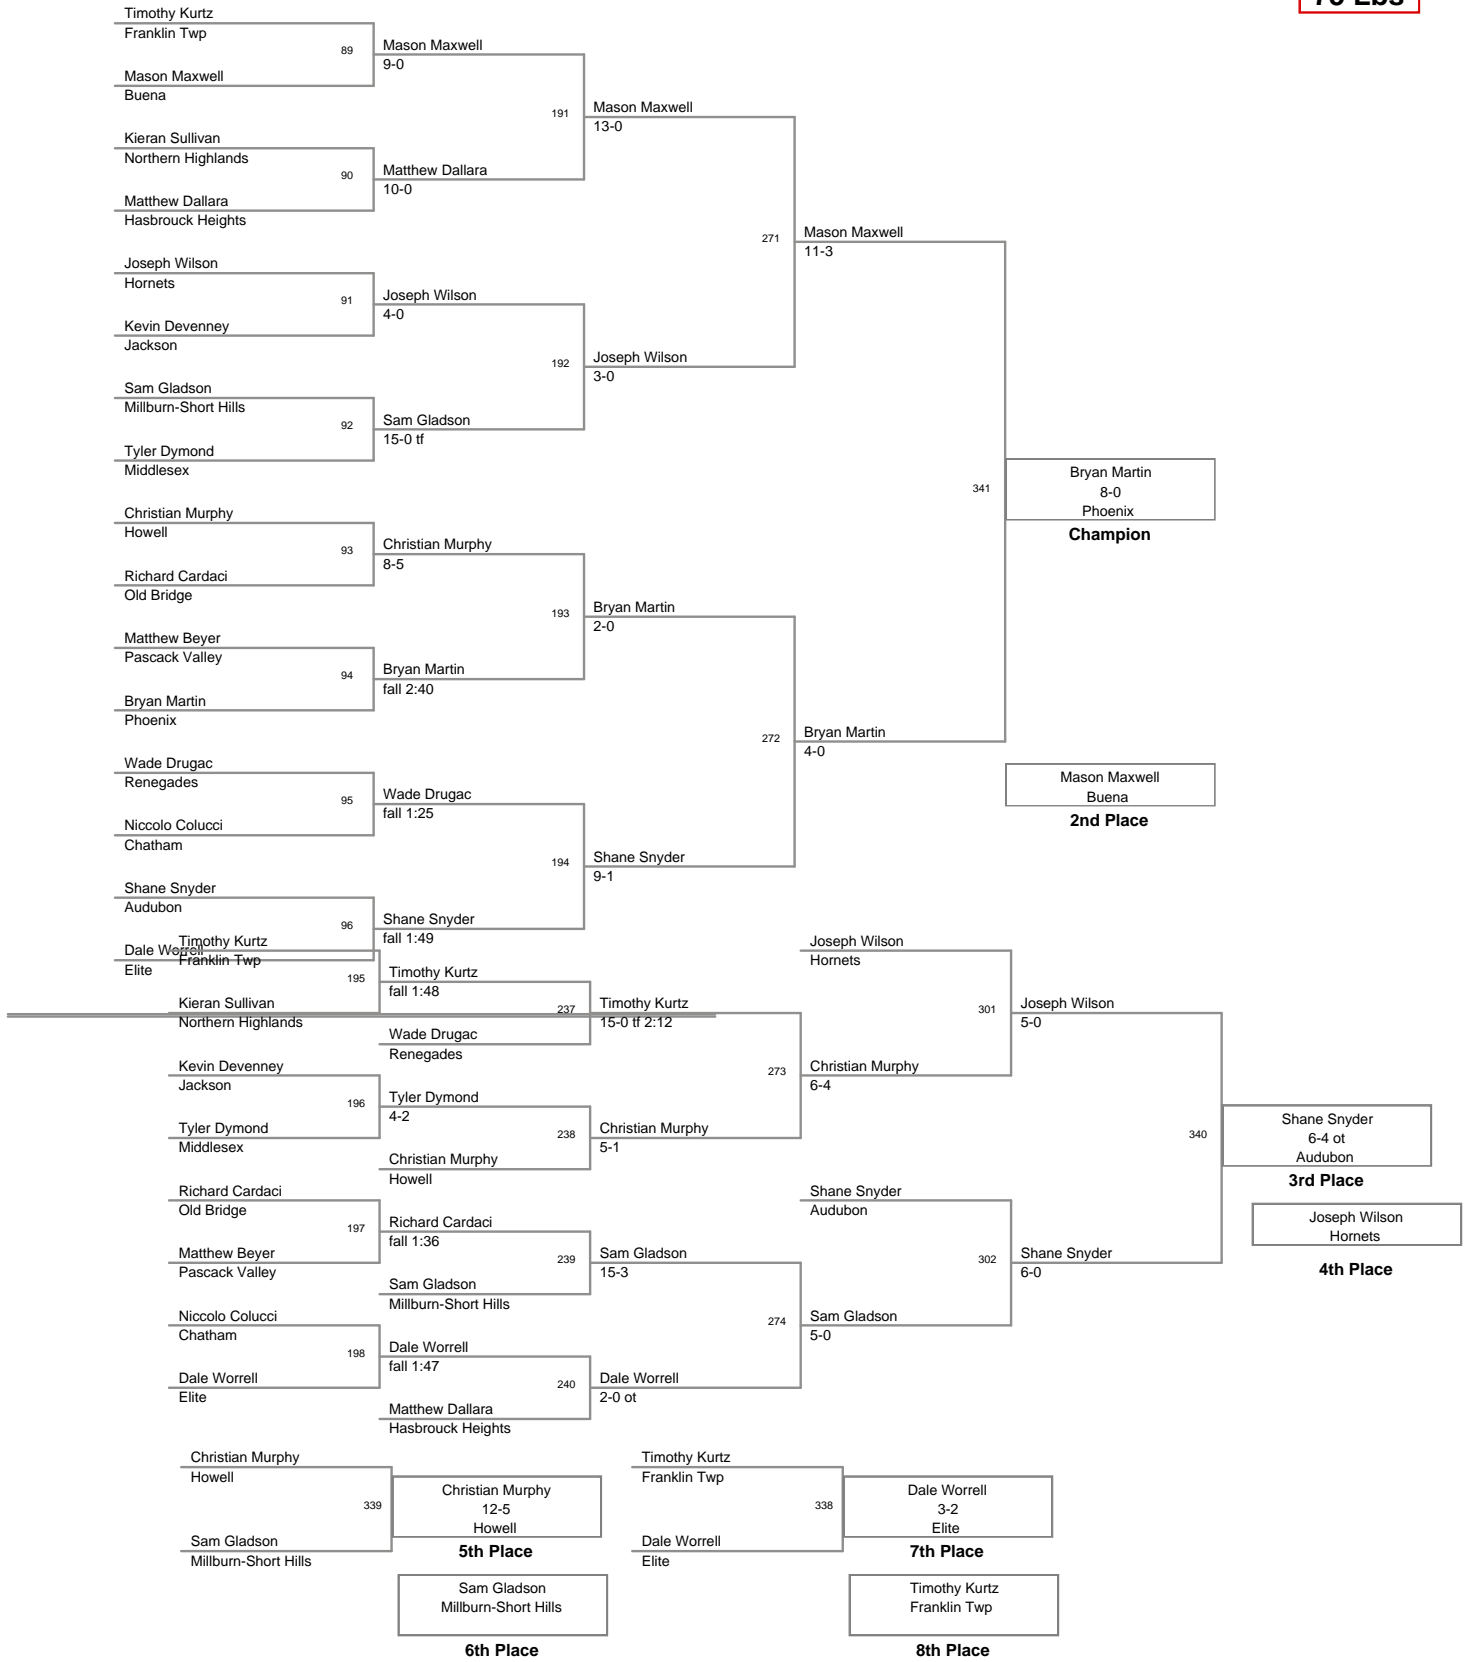 Timothy Kurtz
Franklin Twp
89
Mason Maxwell
9-0
Mason Maxwell
Buena
191
Mason Maxwell
13-0
Kieran Sullivan
Northern Highlands
90
Matthew Dallara
10-0
Matthew Dallara
Hasbrouck Heights
271
Mason Maxwell
11-3
Joseph Wilson
Hornets
91
Joseph Wilson
4-0
Kevin Devenney
Jackson
192
Joseph Wilson
3-0
Sam Gladson
Millburn-Short Hills
92
Sam Gladson
15-0 tf
Tyler Dymond
Middlesex
341
Bryan Martin
8-0
Phoenix
Champion
Christian Murphy
Howell
93
Christian Murphy
8-5
Richard Cardaci
Old Bridge
193
Bryan Martin
2-0
Matthew Beyer
Pascack Valley
94
Bryan Martin
fall 2:40
Bryan Martin
Phoenix
272
Bryan Martin
4-0
Wade Drugac
Renegades
95
Wade Drugac
fall 1:25
Niccolo Colucci
Chatham
194
Shane Snyder
9-1
Mason Maxwell
Buena
2nd Place
Shane Snyder
Audubon
96
Shane Snyder
fall 1:49
Dale Worrell
Elite
Timothy Kurtz
Franklin Twp
195
Timothy Kurtz
fall 1:48
Kieran Sullivan
Northern Highlands
237
Timothy Kurtz
15-0 tf 2:12
Wade Drugac
Renegades
Joseph Wilson
Hornets
301
Joseph Wilson
5-0
273
Christian Murphy
6-4
Kevin Devenney
Jackson
196
Tyler Dymond
4-2
Tyler Dymond
Middlesex
238
Christian Murphy
5-1
Christian Murphy
Howell
340
Shane Snyder
6-4 ot
Audubon
3rd Place
Joseph Wilson
Hornets
4th Place
Richard Cardaci
Old Bridge
197
Richard Cardaci
fall 1:36
Matthew Beyer
Pascack Valley
239
Sam Gladson
15-3
Sam Gladson
Millburn-Short Hills
Shane Snyder
Audubon
302
Shane Snyder
6-0
274
Sam Gladson
5-0
Niccolo Colucci
Chatham
198
Dale Worrell
fall 1:47
Dale Worrell
Elite
240
Dale Worrell
2-0 ot
Matthew Dallara
Hasbrouck Heights
Christian Murphy
Howell
339
Christian Murphy
12-5
Howell
5th Place
Sam Gladson
Millburn-Short Hills
Sam Gladson
Millburn-Short Hills
6th Place
Timothy Kurtz
Franklin Twp
338
Dale Worrell
3-2
Elite
7th Place
Dale Worrell
Elite
Timothy Kurtz
Franklin Twp
8th Place